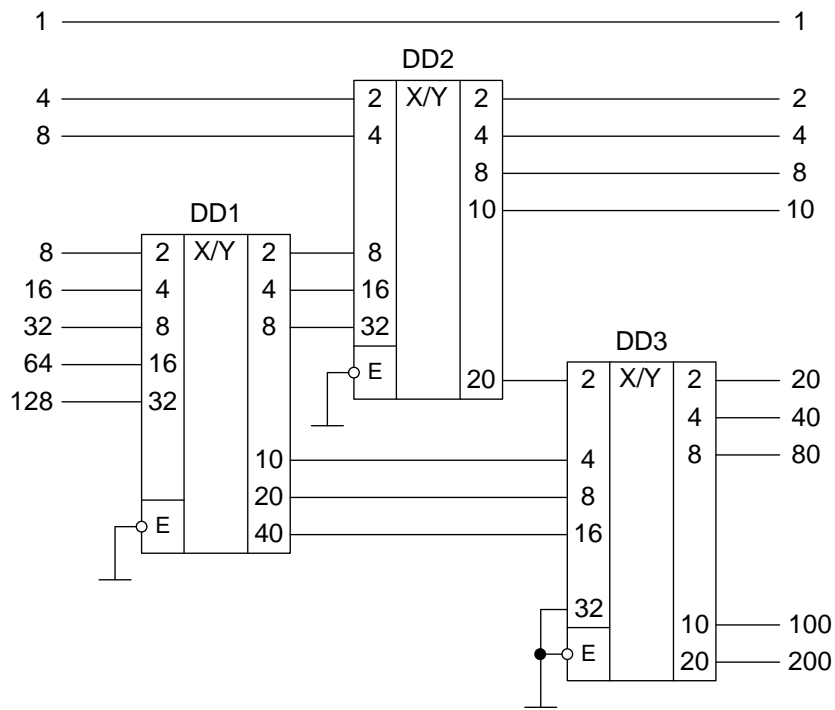 1 1
DD2
4 2 X/Y 2 2
8 4 4 4
8 8
10 10
DD1
8 2 X/Y 2 8
16 4 4 16
32 8 8 32
64 16
128 32
E
20
DD3
2 X/Y 2 20
4 40
8 80
10 4
20 8
E 40 16
32
10 100
E 20 200